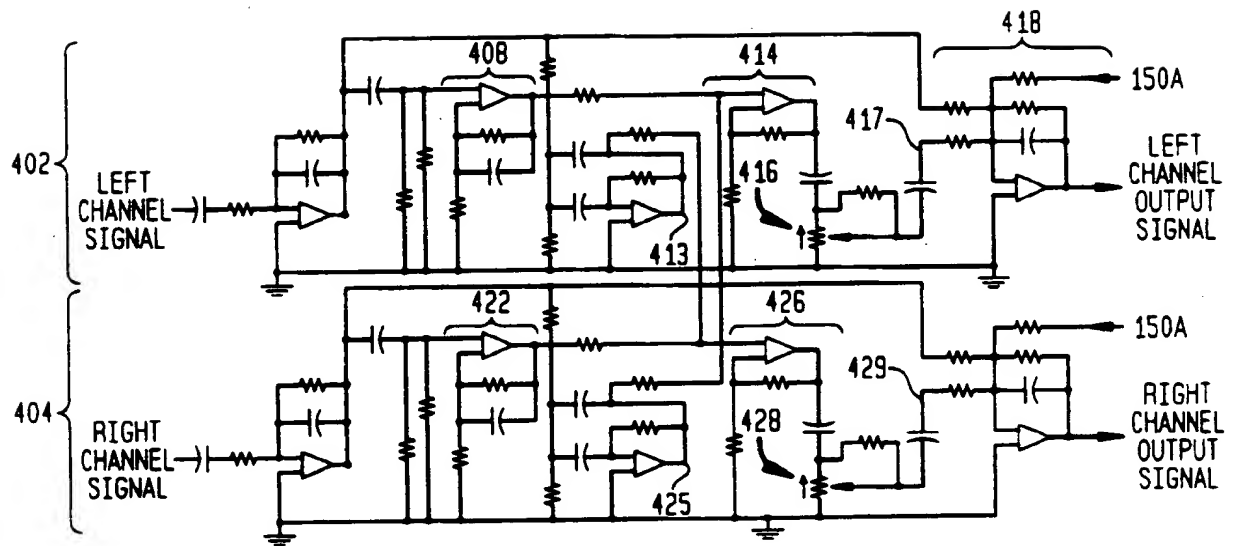 408
414
418
150A
402
417
LEFT
CHANNEL
SIGNAL
416
LEFT
CHANNEL
OUTPUT
SIGNAL
413
422
426
150A
404
429
RIGHT
CHANNEL
SIGNAL
428
RIGHT
CHANNEL
OUTPUT
SIGNAL
425